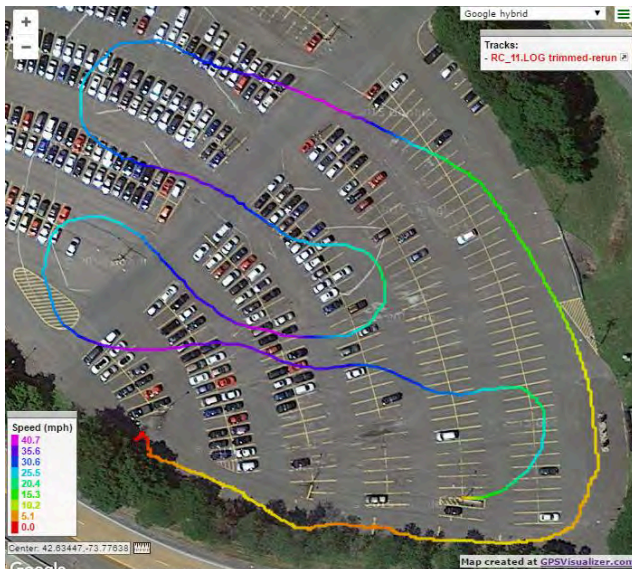 +
−
Google hybrid ▼
Tracks:
- RC_11.LOG trimmed-rerun
Speed (mph)
40.7
35.6
30.6
25.5
20.4
15.3
10.2
5.1
0.0
Center: 42.63447,-73.77638
Google
Map created at GPSVisualizer.com